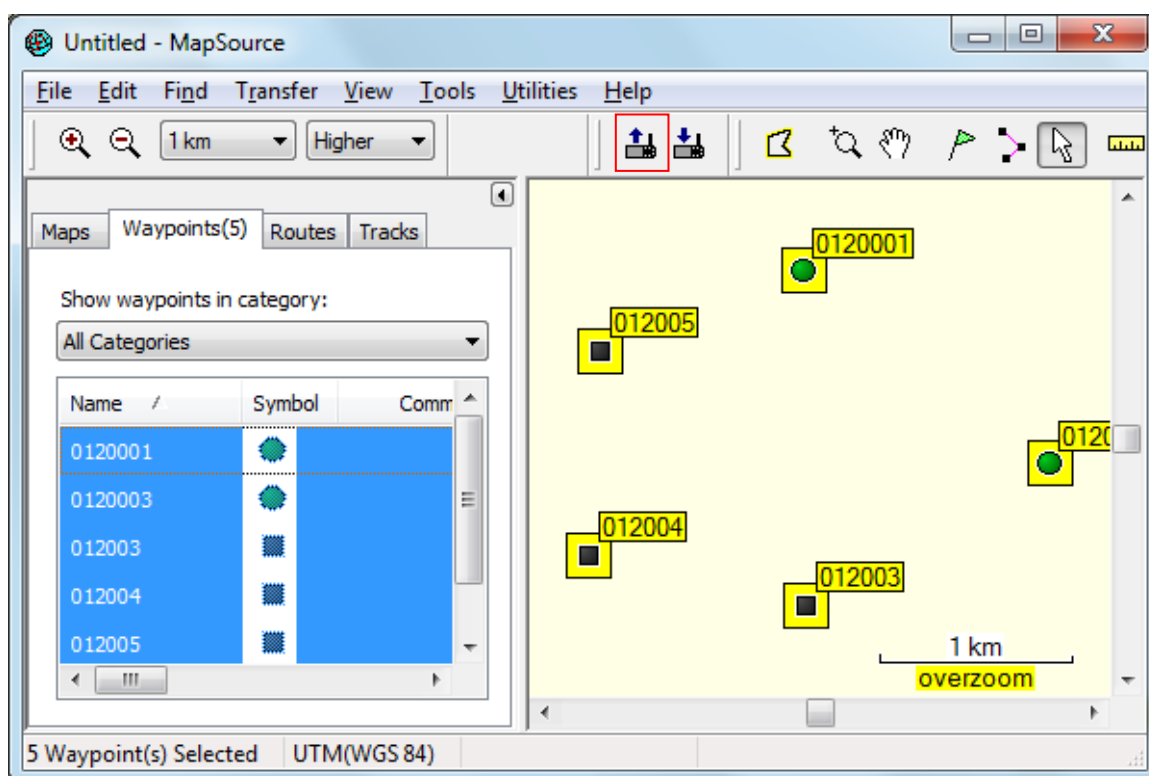 Untitled - MapSource
File Edit Find Transfer View Tools Utilities Help
1 km Higher
Maps Waypoints(5) Routes Tracks
Show waypoints in category:
All Categories
Name Symbol Comm
0120001
0120003
012003
012004
012005
0120001
012005
0120
012004
012003
1 km
overzoom
5 Waypoint(s) Selected UTM(WGS 84)